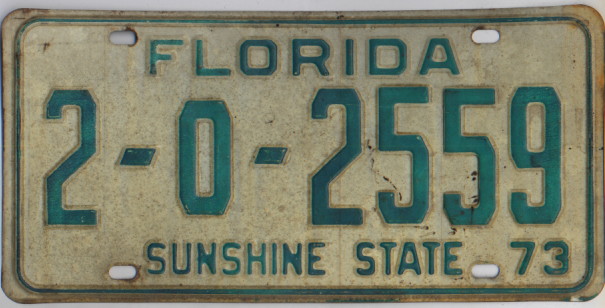 FLORIDA
2-0-2559
SUNSHINE STATE 73